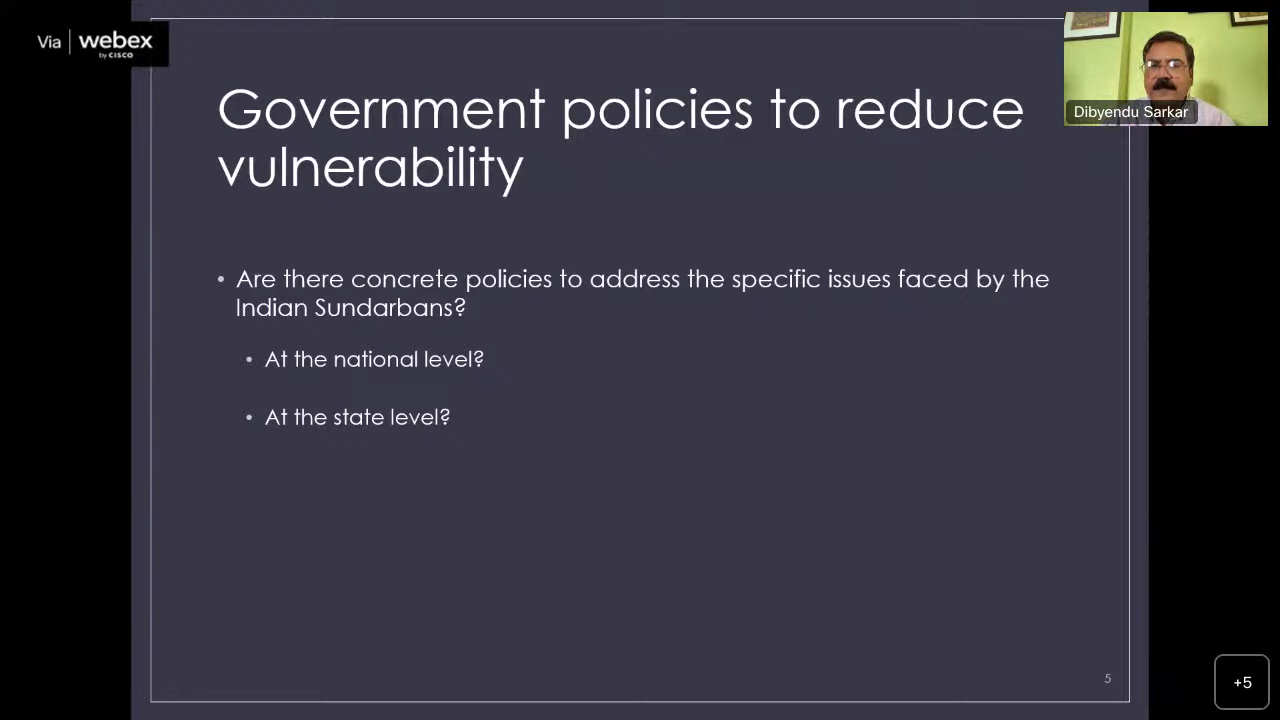 Via webex
by CISCO
Dibyendu Sarkar
Government policies to reduce
vulnerability
• Are there concrete policies to address the specific issues faced by the
Indian Sundarbans?
• At the national level?
• At the state level?
5
+5